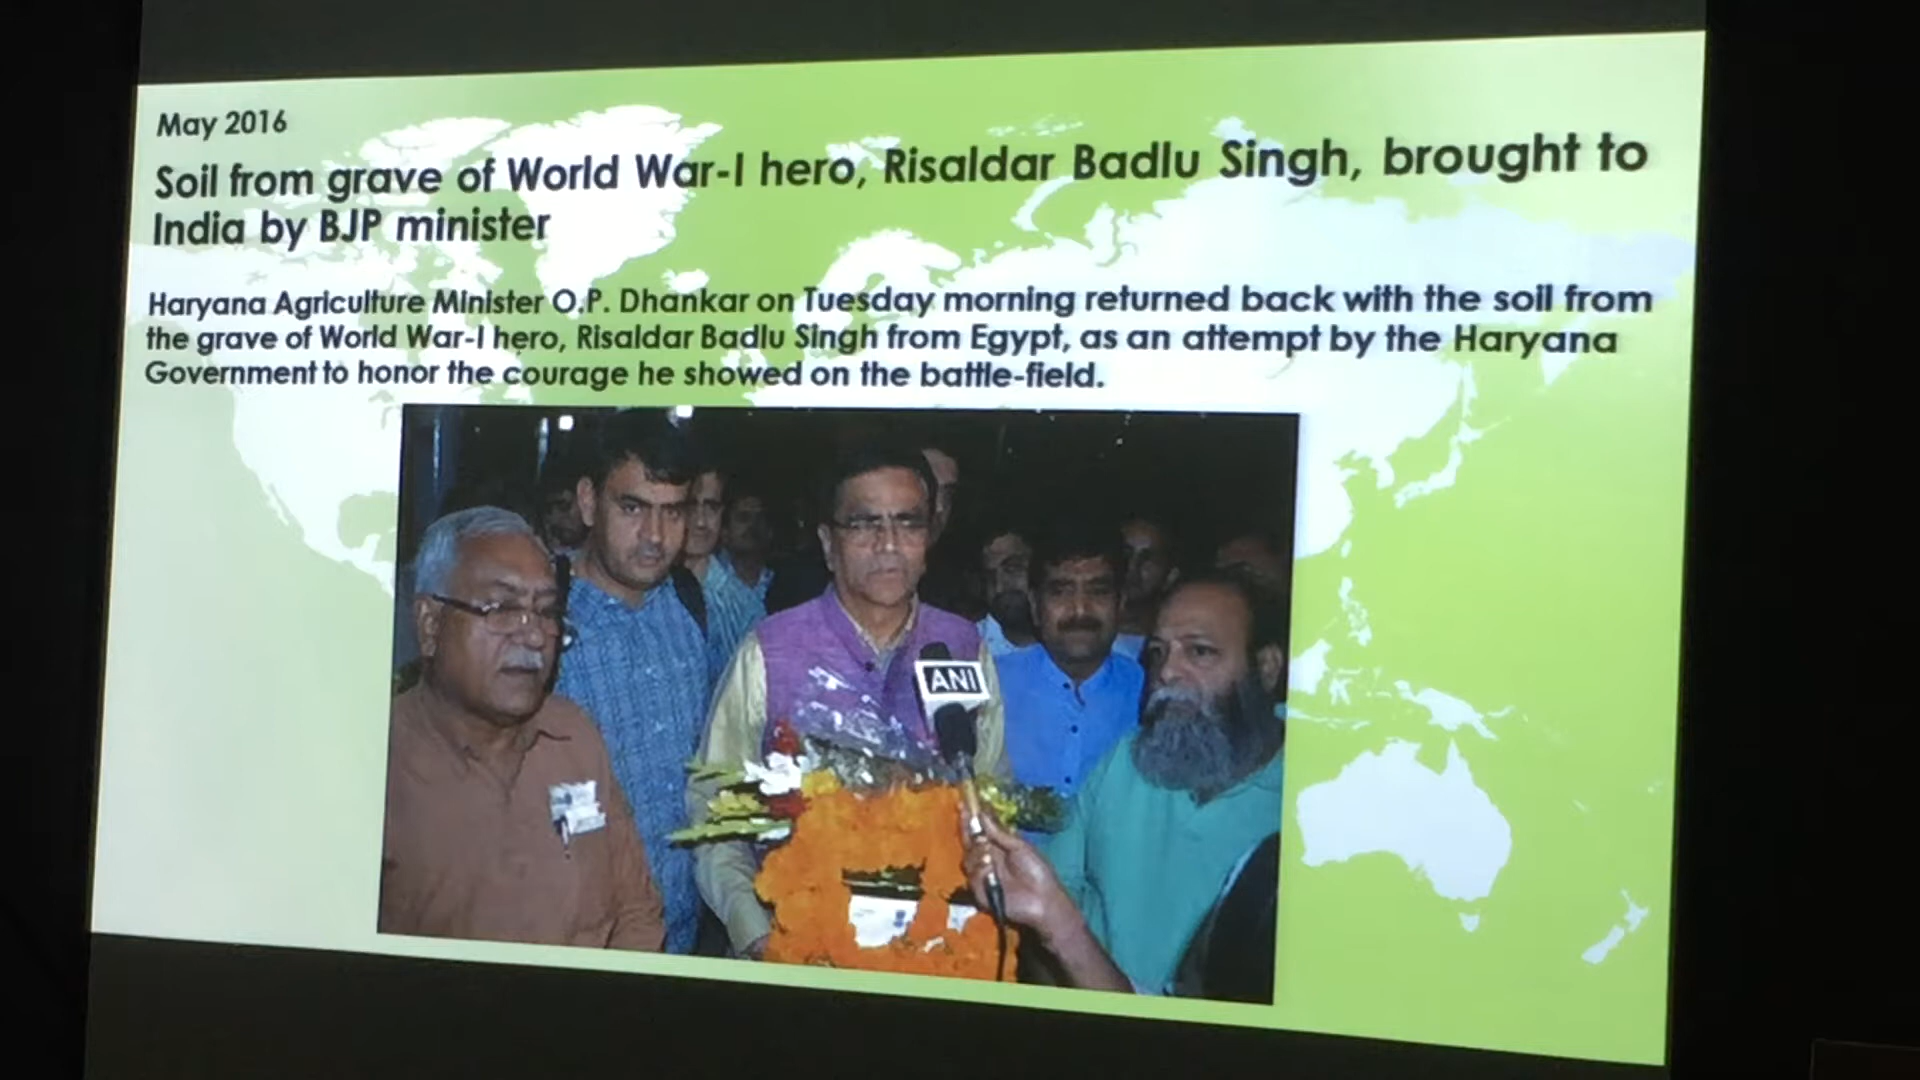 May 2016
Soil from grave of World War-I hero, Risaldar Badlu Singh, brought to
India by BJP minister
Haryana Agriculture Minister O.P. Dhankar on Tuesday morning returned back with the soil from
the grave of World War-I hero, Risaldar Badlu Singh from Egypt, as an attempt by the Haryana
Government to honor the courage he showed on the battle-field.
ANI